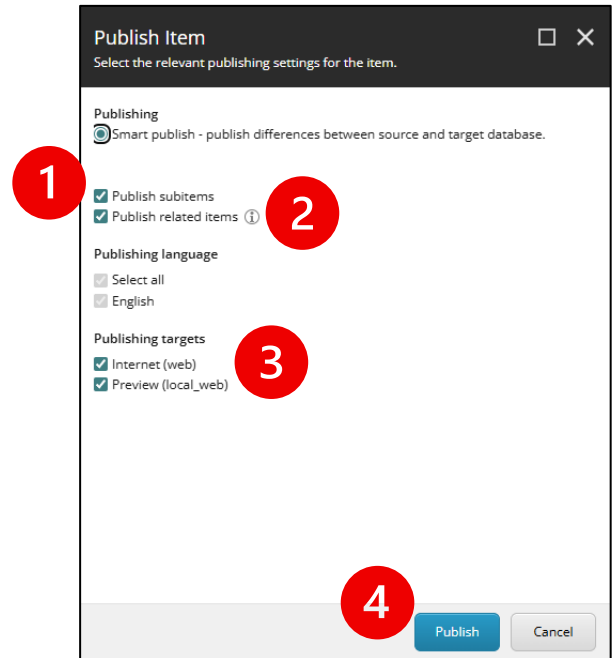 Publish Item
Select the relevant publishing settings for the item.
Publishing
Smart publish - publish differences between source and target database.
1
Publish subitems
Publish related items
2
Publishing language
Select all
English
Publishing targets
Internet (web)
3
Preview (local_web)
4
Publish
Cancel